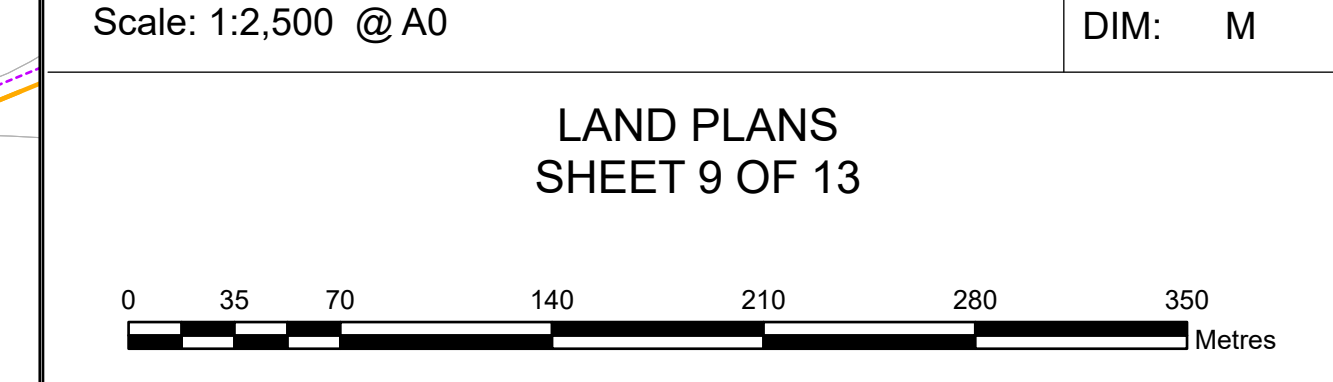 Scale: 1:2,500 @ A0 DIM: M
LAND PLANS
SHEET 9 OF 13
0 35 70 140 210 280 350
Metres